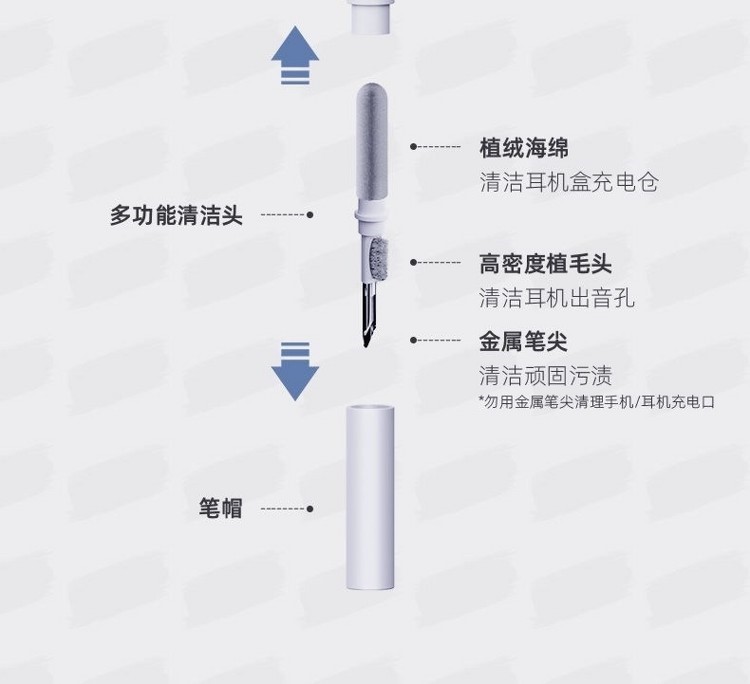 植绒海绵
清洁耳机盒充电仓
多功能清洁头
高密度植毛头
清洁耳机出音孔
金属笔尖
清洁顽固污渍
*勿用金属笔尖清理手机/耳机充电口
笔帽